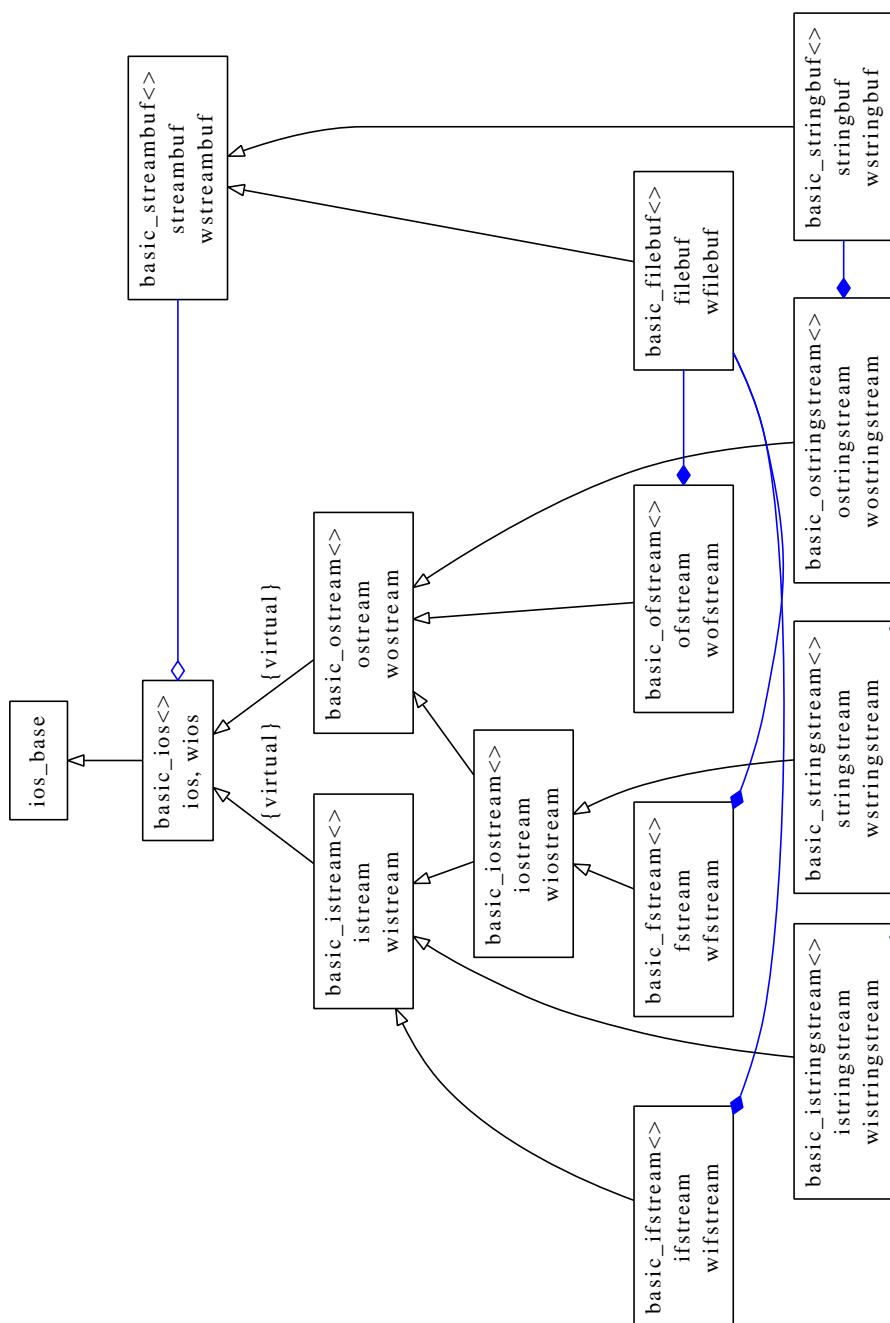 ios_base
basic_ios<>
ios, wios
basic_streambuf<>
streambuf
wstreambuf
{virtual}
{virtual}
basic_istream<>
istream
wistream
basic_ostream<>
ostream
wostream
basic_iostream<>
iostream
wiostream
basic_ifstream<>
ifstream
wifstream
basic_fstream<>
fstream
wfstream
basic_ofstream<>
ofstream
wofstream
basic_filebuf<>
filebuf
wfilebuf
basic_istringstream<>
istringstream
wistringstream
basic_stringstream<>
stringstream
wstringstream
basic_ostringstream<>
ostringstream
wostringstream
basic_stringbuf<>
stringbuf
wstringbuf